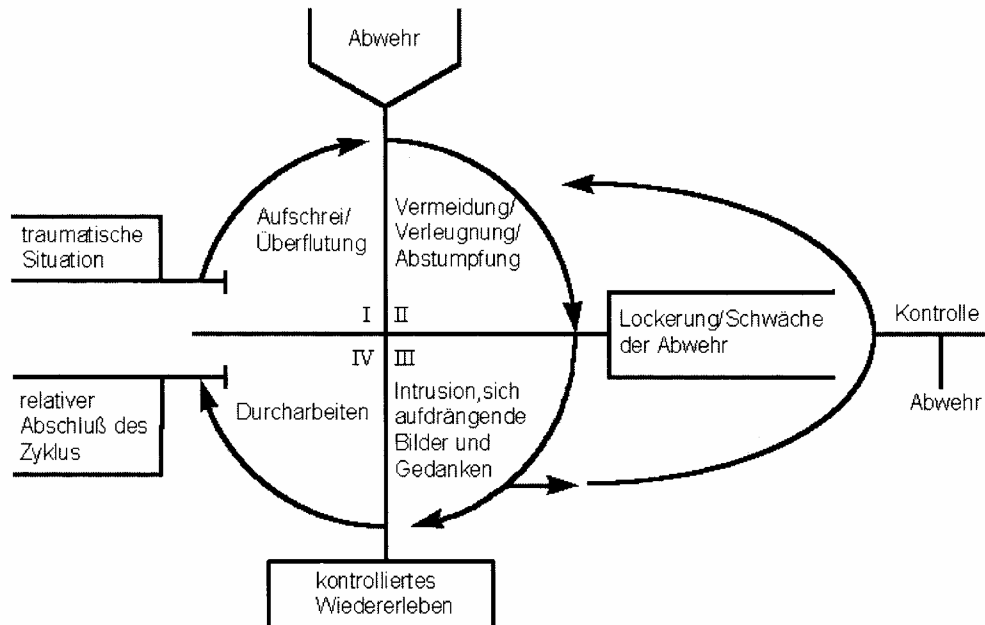 Abwehr
Aufschrei/
Überflutung
Vermeidung/
Verleugnung/
Abstumpfung
traumatische
Situation
I
II
Lockerung/Schwäche
der Abwehr
Kontrolle
Abwehr
IV
III
relativer
Abschluß des
Zyklus
Durcharbeiten
Intrusion,sich
aufdrängende
Bilder und
Gedanken
kontrolliertes
Wiedererleben